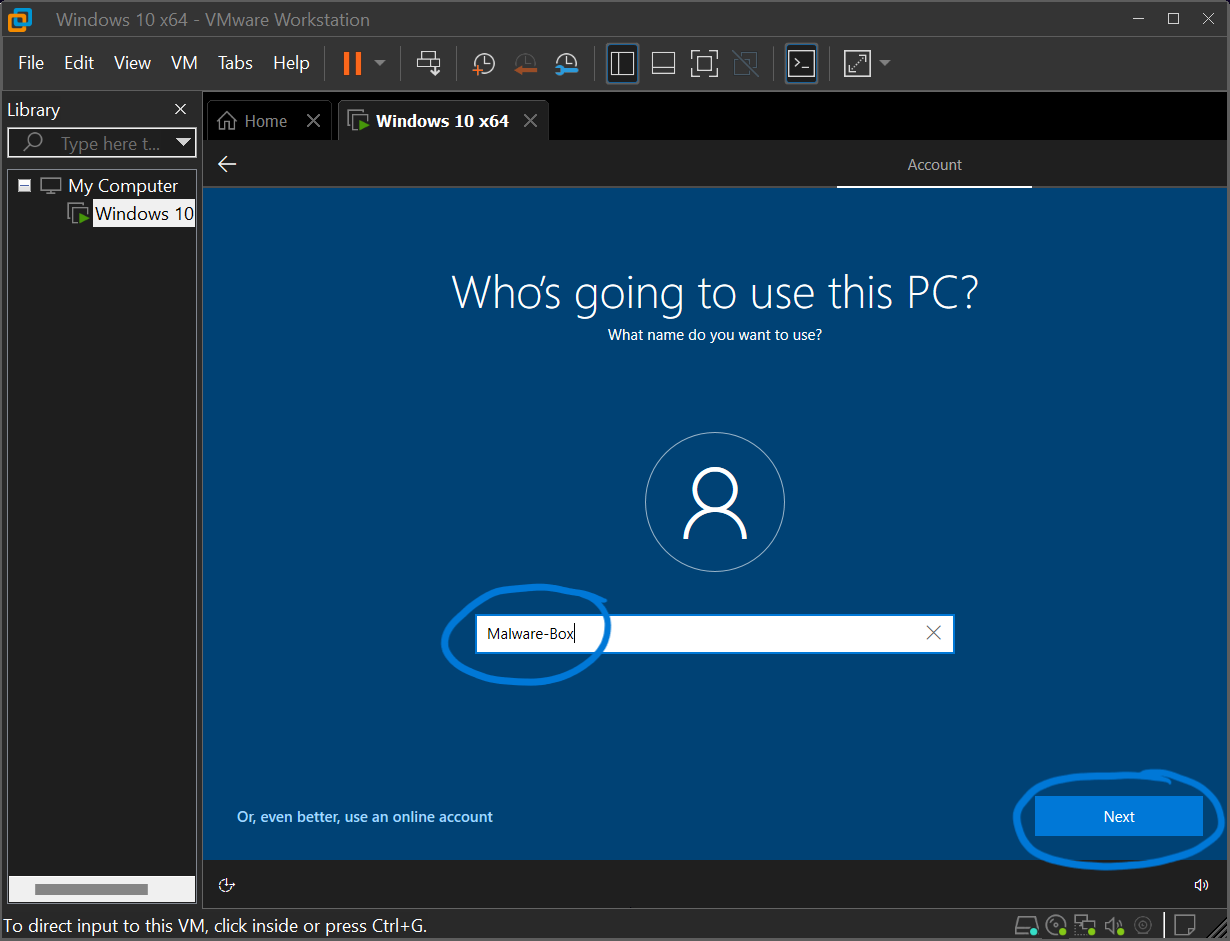 Windows 10 x64 - VMware Workstation
File Edit View VM Tabs Help
Library
Type here t...
Home
Windows 10 x64
My Computer
Windows 10
Account
Who's going to use this PC?
What name do you want to use?
Malware-Box
Or, even better, use an online account
Next
To direct input to this VM, click inside or press Ctrl+G.